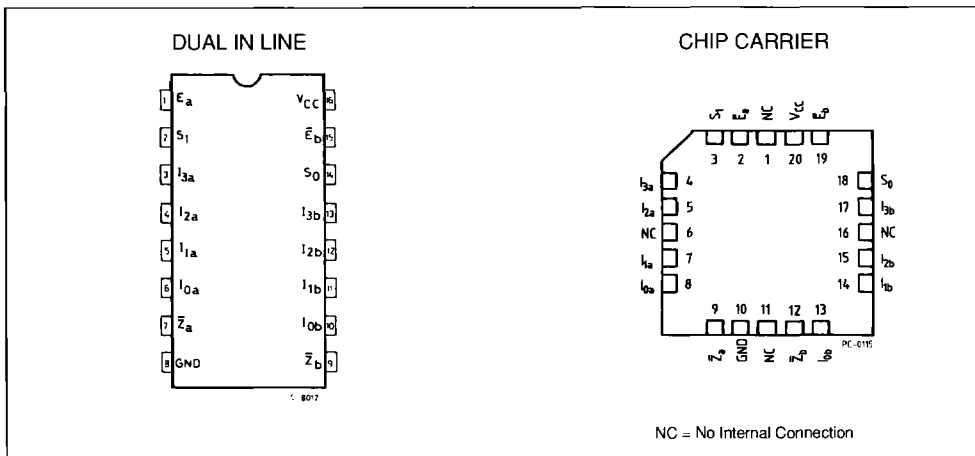 DUAL IN LINE
1 Ea VCC 16
2 S1 Ēb 15
3 I3a S0 14
4 I2a I3b 13
5 I1a I2b 12
6 I0a I1b 11
7 Z̄a I0b 10
8 GND Z̄b 9
CHIP CARRIER
S1 Ēa NC VCC Ēb
3 2 1 20 19
I3a 4 18 S0
I2a 5 17 I3b
NC 6 16 NC
I1a 7 15 I2b
I0a 8 14 I1b
9 10 11 12 13
Z̄a GND NC Z̄b I0b
PC-0115
NC = No Internal Connection